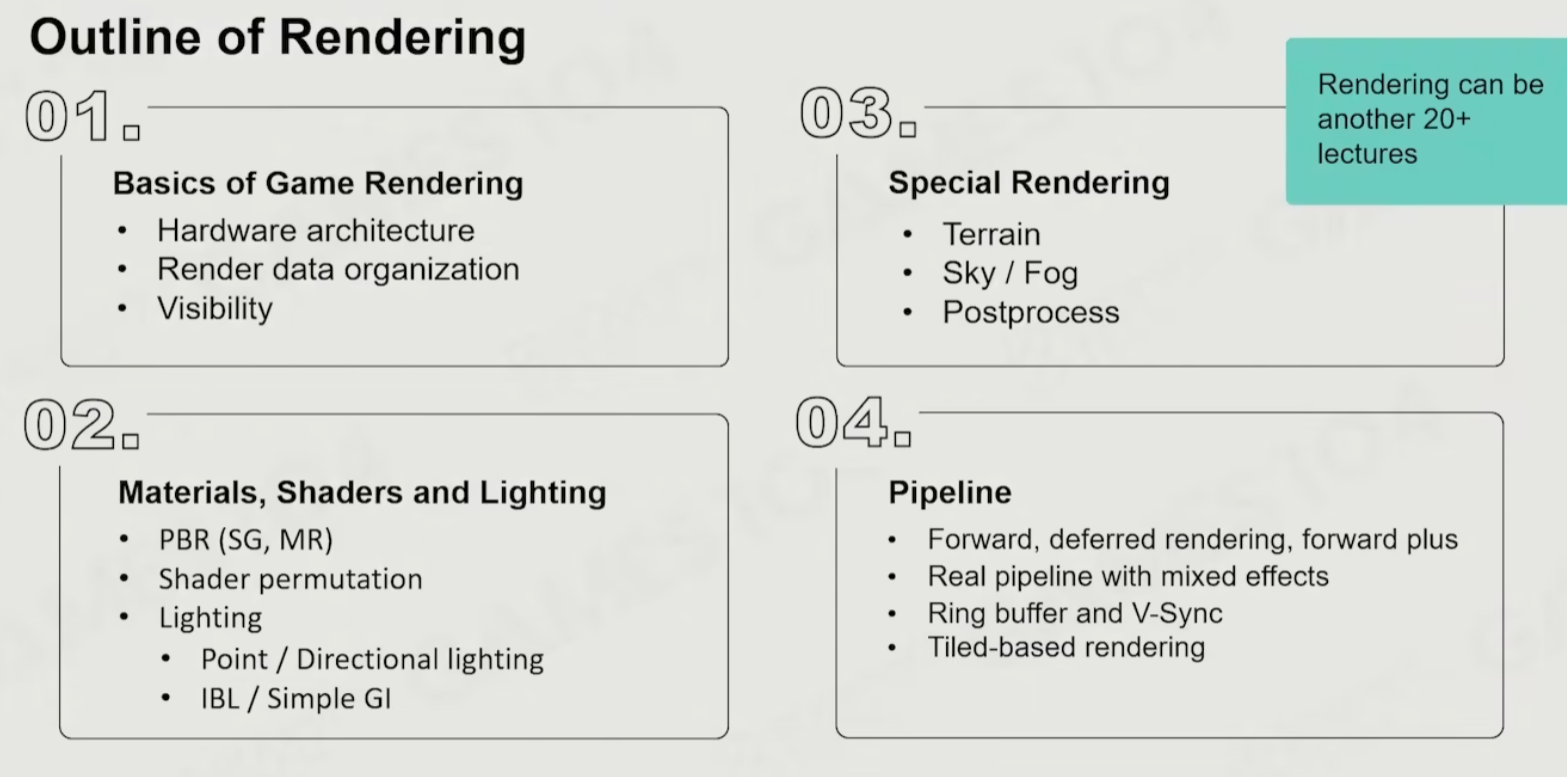 Outline of Rendering
01.
Basics of Game Rendering
• Hardware architecture
• Render data organization
• Visibility
02.
Materials, Shaders and Lighting
• PBR (SG, MR)
• Shader permutation
• Lighting
• Point / Directional lighting
• IBL / Simple GI
03.
Special Rendering
• Terrain
• Sky / Fog
• Postprocess
Rendering can be
another 20+
lectures
04.
Pipeline
• Forward, deferred rendering, forward plus
• Real pipeline with mixed effects
• Ring buffer and V-Sync
• Tiled-based rendering